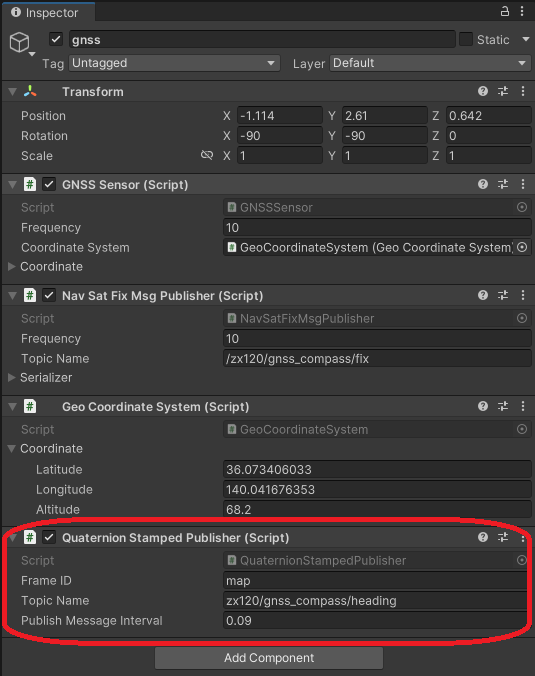 Inspector
gnss Static
Tag Untagged Layer Default
Transform
Position X -1.114 Y 2.61 Z 0.642
Rotation X -90 Y -90 Z 0
Scale X 1 Y 1 Z 1
# GNSS Sensor (Script)
Script # GNSSSensor
Frequency 10
Coordinate System # GeoCoordinateSystem (Geo Coordinate System)
Coordinate
# Nav Sat Fix Msg Publisher (Script)
Script # NavSatFixMsgPublisher
Frequency 10
Topic Name /zx120/gnss_compass/fix
Serializer
# Geo Coordinate System (Script)
Script # GeoCoordinateSystem
Coordinate
Latitude 36.073406033
Longitude 140.041676353
Altitude 68.2
# Quaternion Stamped Publisher (Script)
Script # QuaternionStampedPublisher
Frame ID map
Topic Name zx120/gnss_compass/heading
Publish Message Interval 0.09
Add Component